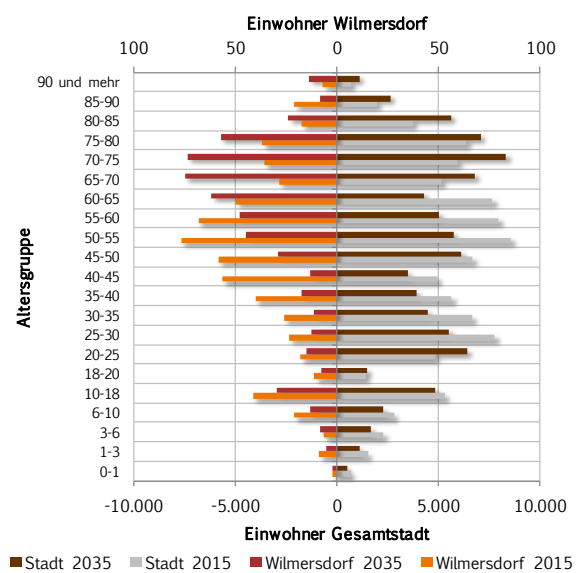 Einwohner Wilmersdorf
100 50 0 50 100
90 und mehr
85-90
80-85
75-80
70-75
65-70
60-65
55-60
50-55
45-50
40-45
35-40
30-35
25-30
20-25
18-20
10-18
6-10
3-6
1-3
0-1
Altersgruppe
-10.000 -5.000 0 5.000 10.000
Einwohner Gesamtstadt
Stadt 2035 Stadt 2015 Wilmersdorf 2035 Wilmersdorf 2015